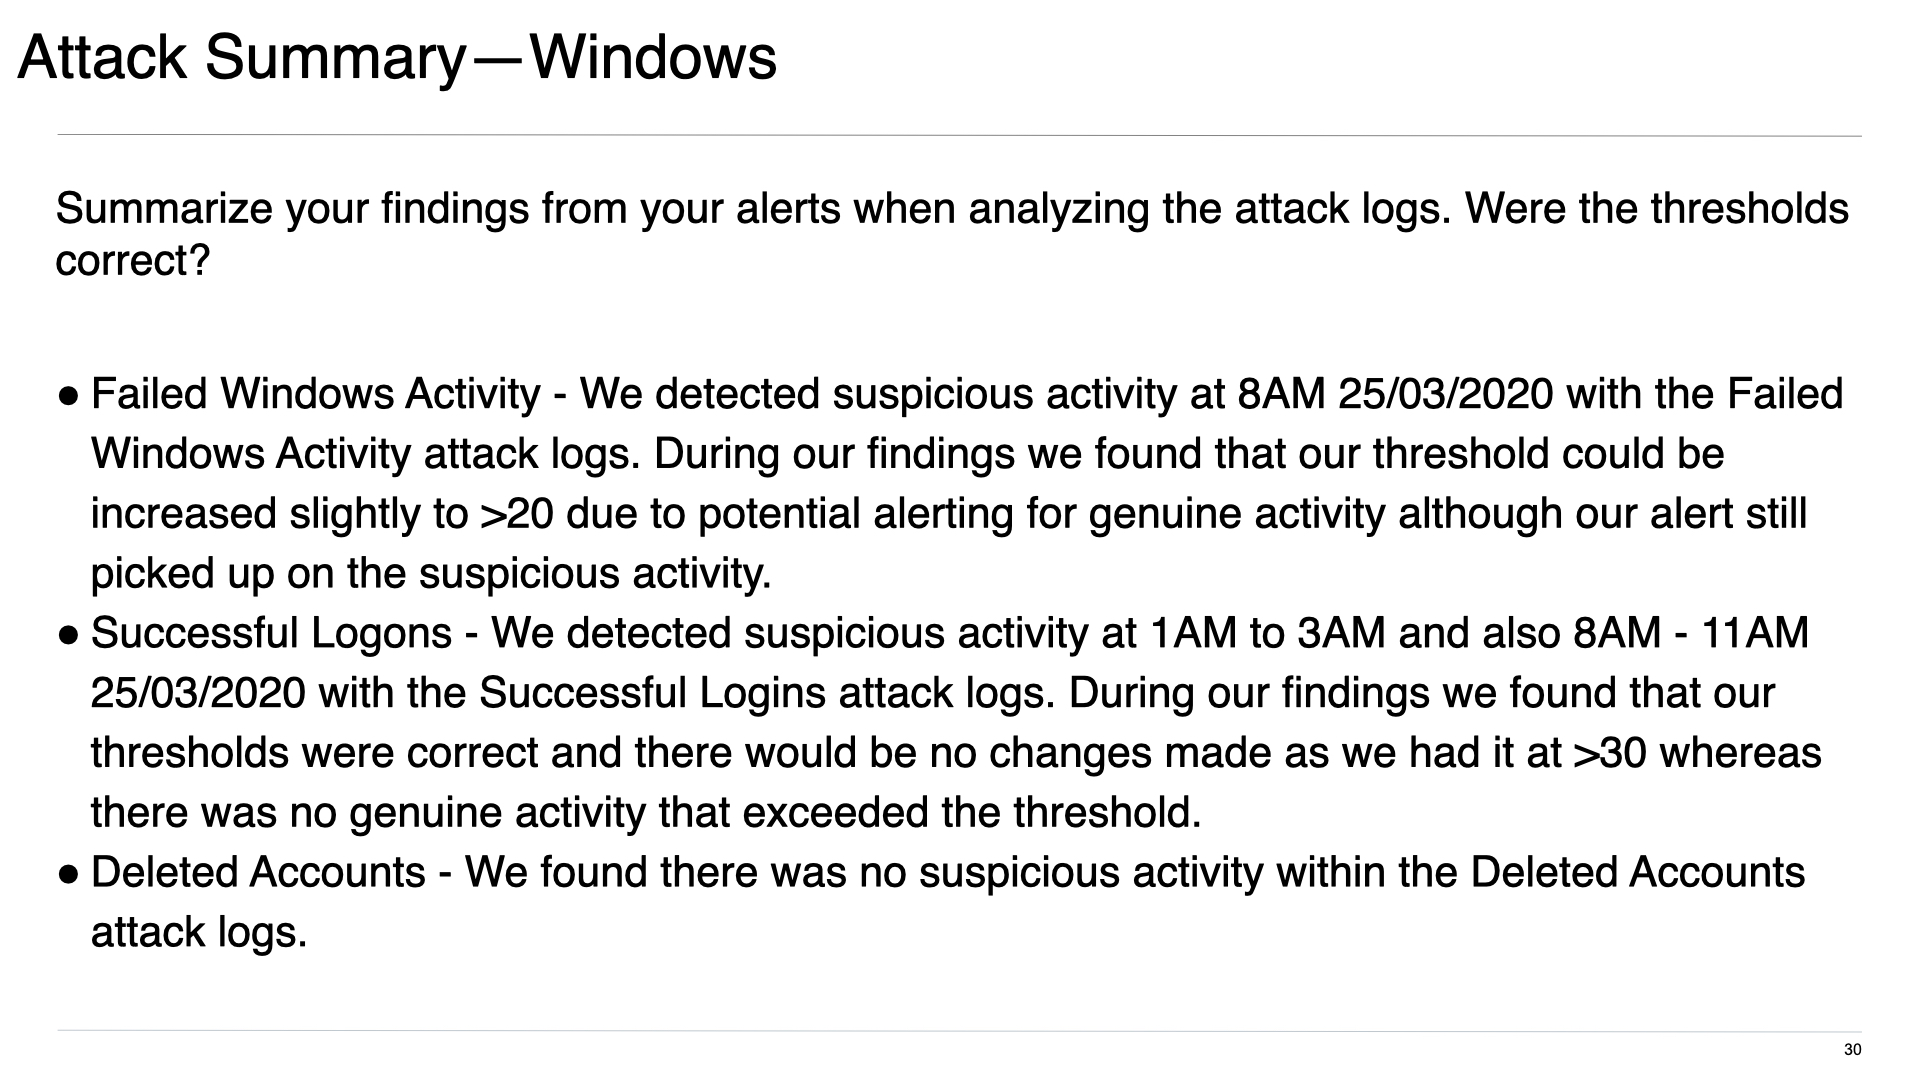 Attack Summary—Windows
Summarize your findings from your alerts when analyzing the attack logs. Were the thresholds
correct?
● Failed Windows Activity - We detected suspicious activity at 8AM 25/03/2020 with the Failed
Windows Activity attack logs. During our findings we found that our threshold could be
increased slightly to >20 due to potential alerting for genuine activity although our alert still
picked up on the suspicious activity.
● Successful Logons - We detected suspicious activity at 1AM to 3AM and also 8AM - 11AM
25/03/2020 with the Successful Logins attack logs. During our findings we found that our
thresholds were correct and there would be no changes made as we had it at >30 whereas
there was no genuine activity that exceeded the threshold.
● Deleted Accounts - We found there was no suspicious activity within the Deleted Accounts
attack logs.
30